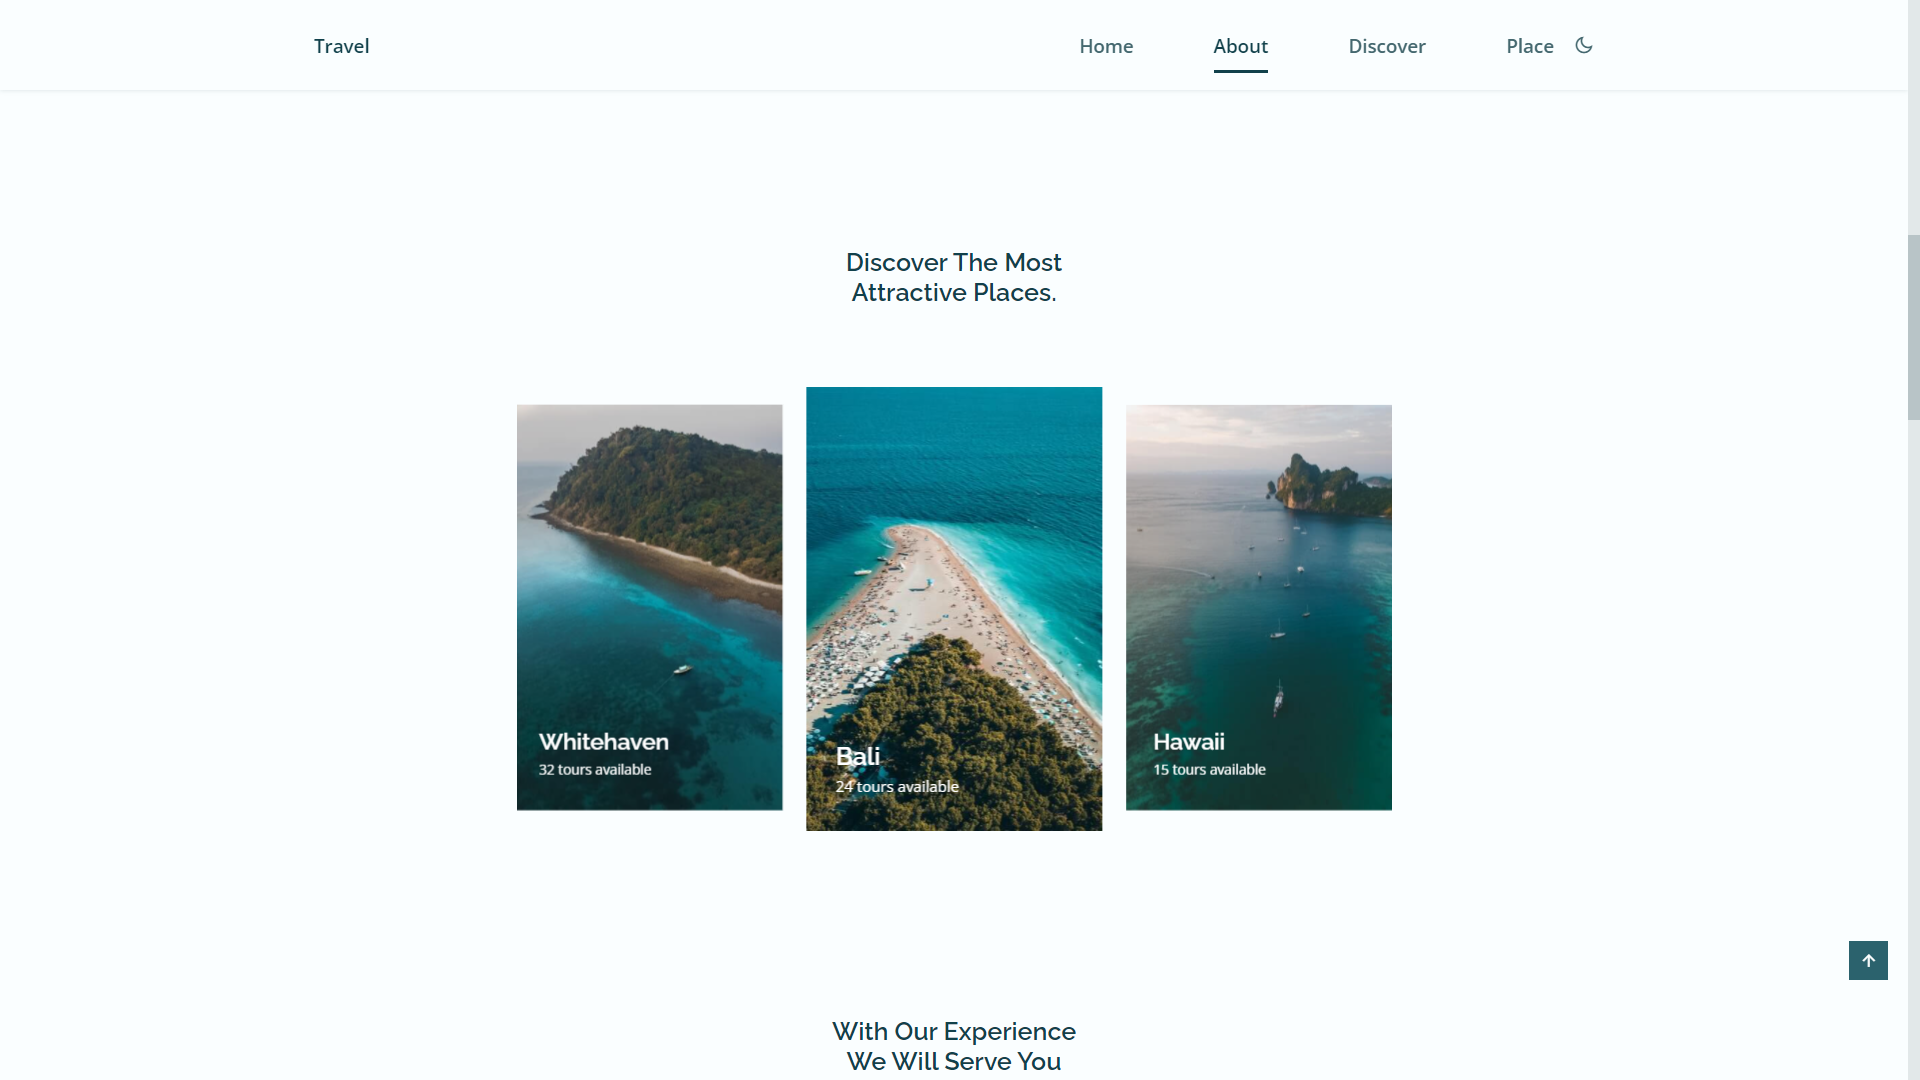 Travel
Home
About
Discover
Place
Discover The Most
Attractive Places.
Whitehaven
32 tours available
Bali
24 tours available
Hawaii
15 tours available
With Our Experience
We Will Serve You